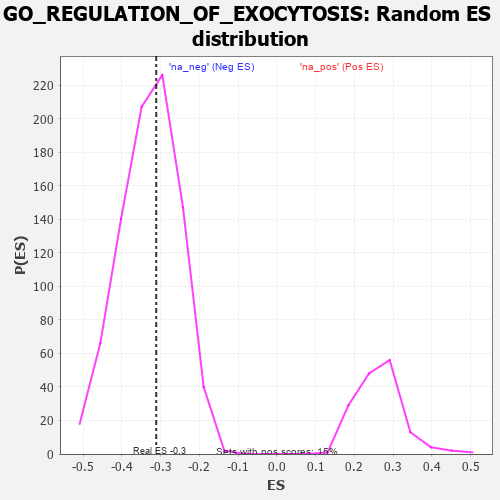 GO_REGULATION_OF_EXOCYTOSIS: Random ES
distribution
'na_neg' (Neg ES)
'na_pos' (Pos ES)
220
200
180
160
140
120
100
80
60
40
20
0
P(ES)
Real ES -0.3
Sets with pos scores: 15%
-0.5 -0.4 -0.3 -0.2 -0.1 0.0 0.1 0.2 0.3 0.4 0.5
ES